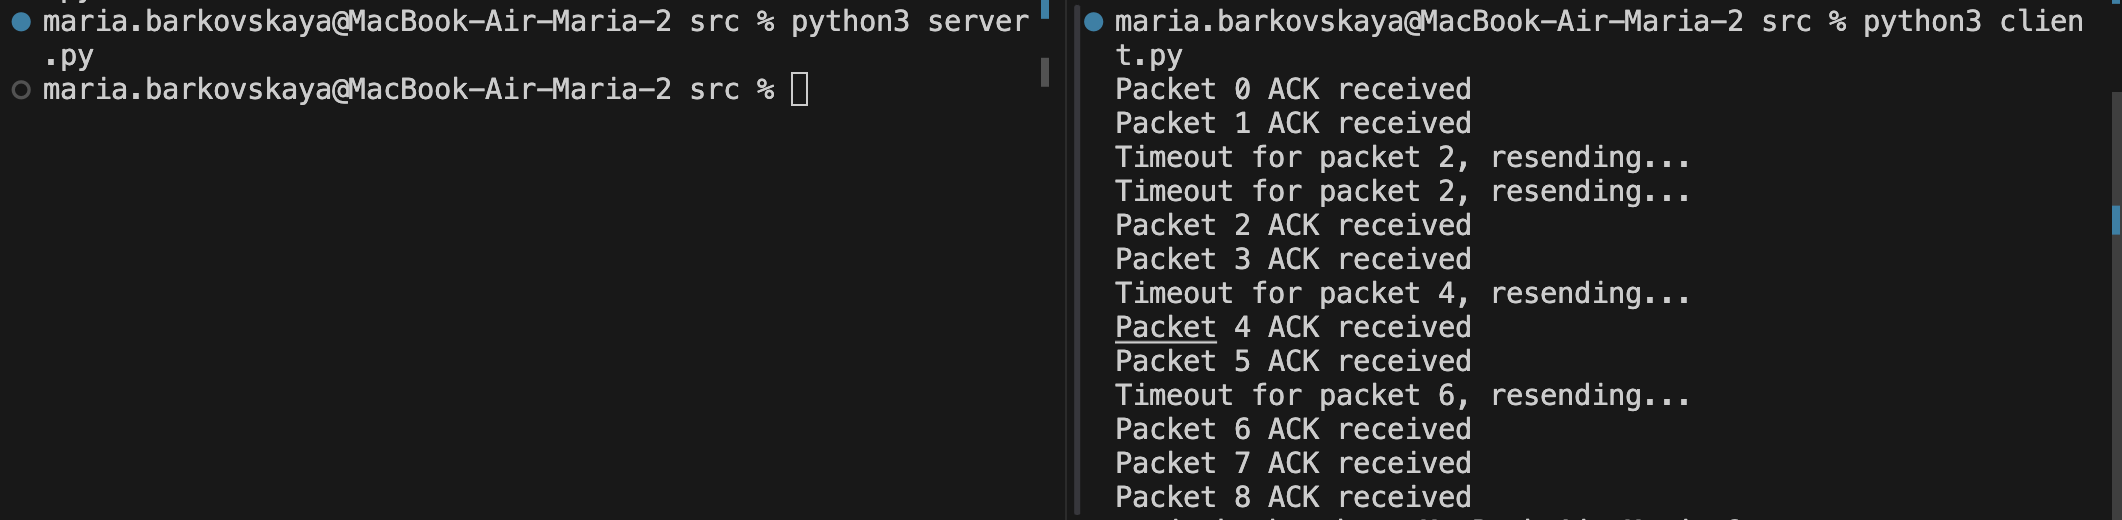 maria.barkovskaya@MacBook-Air-Maria-2 src % python3 server
.py
maria.barkovskaya@MacBook-Air-Maria-2 src %
maria.barkovskaya@MacBook-Air-Maria-2 src % python3 clien
t.py
Packet 0 ACK received
Packet 1 ACK received
Timeout for packet 2, resending...
Timeout for packet 2, resending...
Packet 2 ACK received
Packet 3 ACK received
Timeout for packet 4, resending...
Packet 4 ACK received
Packet 5 ACK received
Timeout for packet 6, resending...
Packet 6 ACK received
Packet 7 ACK received
Packet 8 ACK received